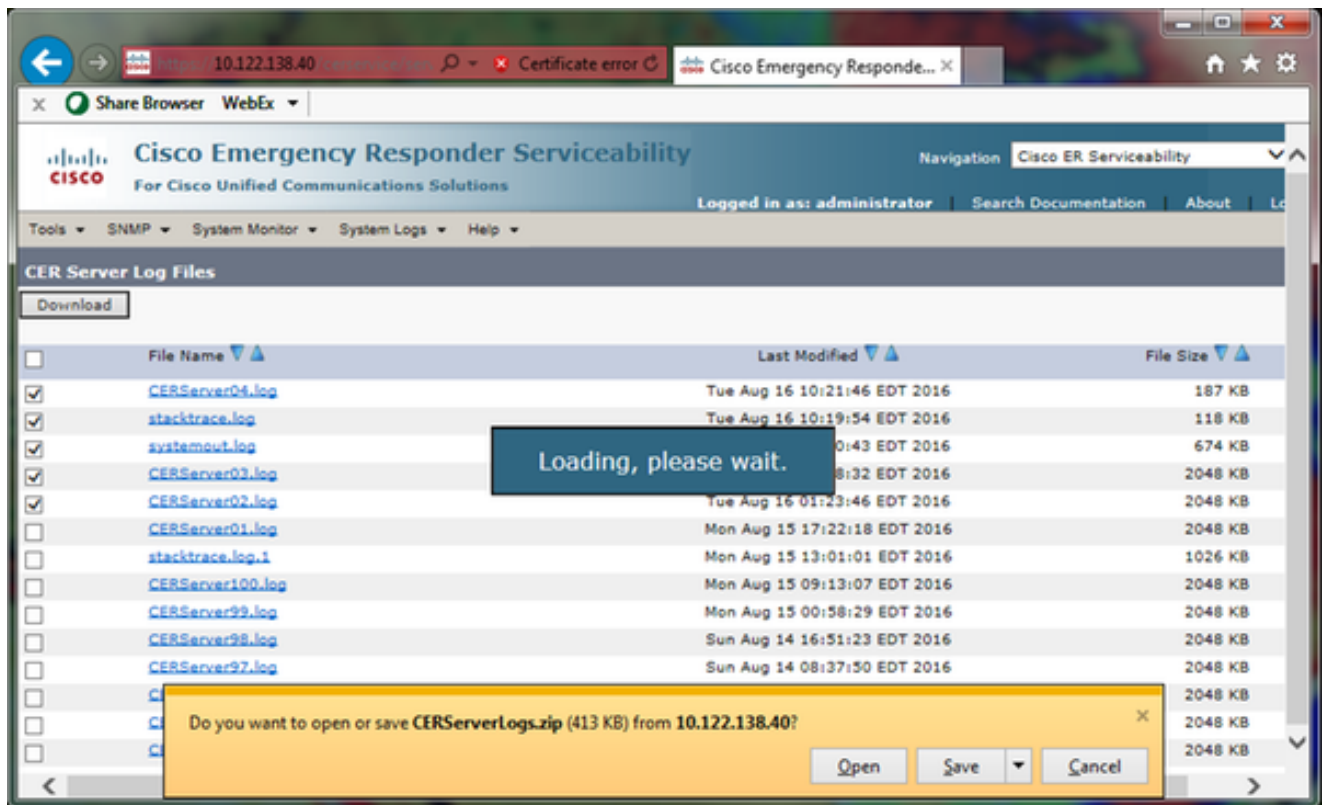 10.122.138.40
Certificate error
Cisco Emergency Responde...
Share Browser WebEx
CISCO
Cisco Emergency Responder Serviceability
For Cisco Unified Communications Solutions
Navigation Cisco ER Serviceability
Logged in as: administrator | Search Documentation | About |
Tools SNMP System Monitor System Logs Help
CER Server Log Files
Download
File Name Last Modified File Size
CERServer04.log Tue Aug 16 10:21:46 EDT 2016 187 KB
stacktrace.log Tue Aug 16 10:19:54 EDT 2016 118 KB
systemout.log 0:43 EDT 2016 674 KB
Loading, please wait.
CERServer03.log 8:32 EDT 2016 2048 KB
CERServer02.log Tue Aug 16 01:23:46 EDT 2016 2048 KB
CERServer01.log Mon Aug 15 17:22:18 EDT 2016 2048 KB
stacktrace.log.1 Mon Aug 15 13:01:01 EDT 2016 1026 KB
CERServer100.log Mon Aug 15 09:13:07 EDT 2016 2048 KB
CERServer99.log Mon Aug 15 00:58:29 EDT 2016 2048 KB
CERServer98.log Sun Aug 14 16:51:23 EDT 2016 2048 KB
CERServer97.log Sun Aug 14 08:37:50 EDT 2016 2048 KB
2048 KB
Do you want to open or save CERServerLogs.zip (413 KB) from 10.122.138.40?
2048 KB
2048 KB
Open Save Cancel